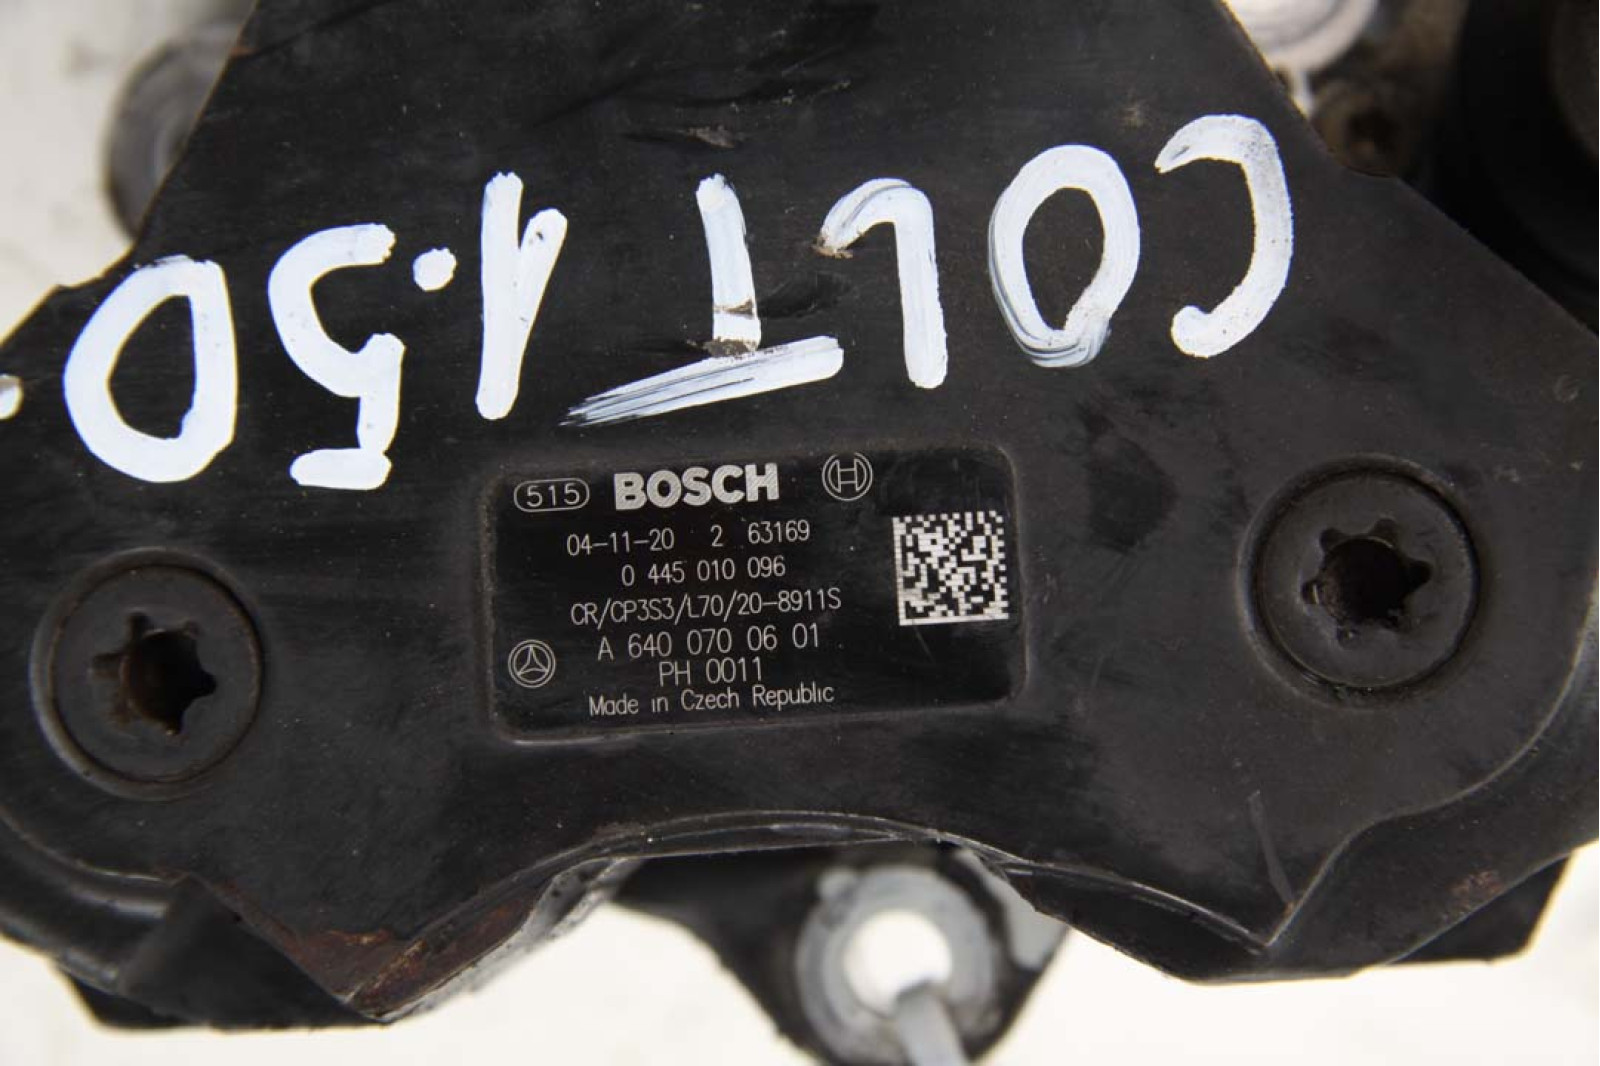 COLT 1.5D.
515 BOSCH
04-11-20 2 63169
0 445 010 096
CR/CP3S3/L70/20-8911S
A 640 070 06 01
PH 0011
Made in Czech Republic